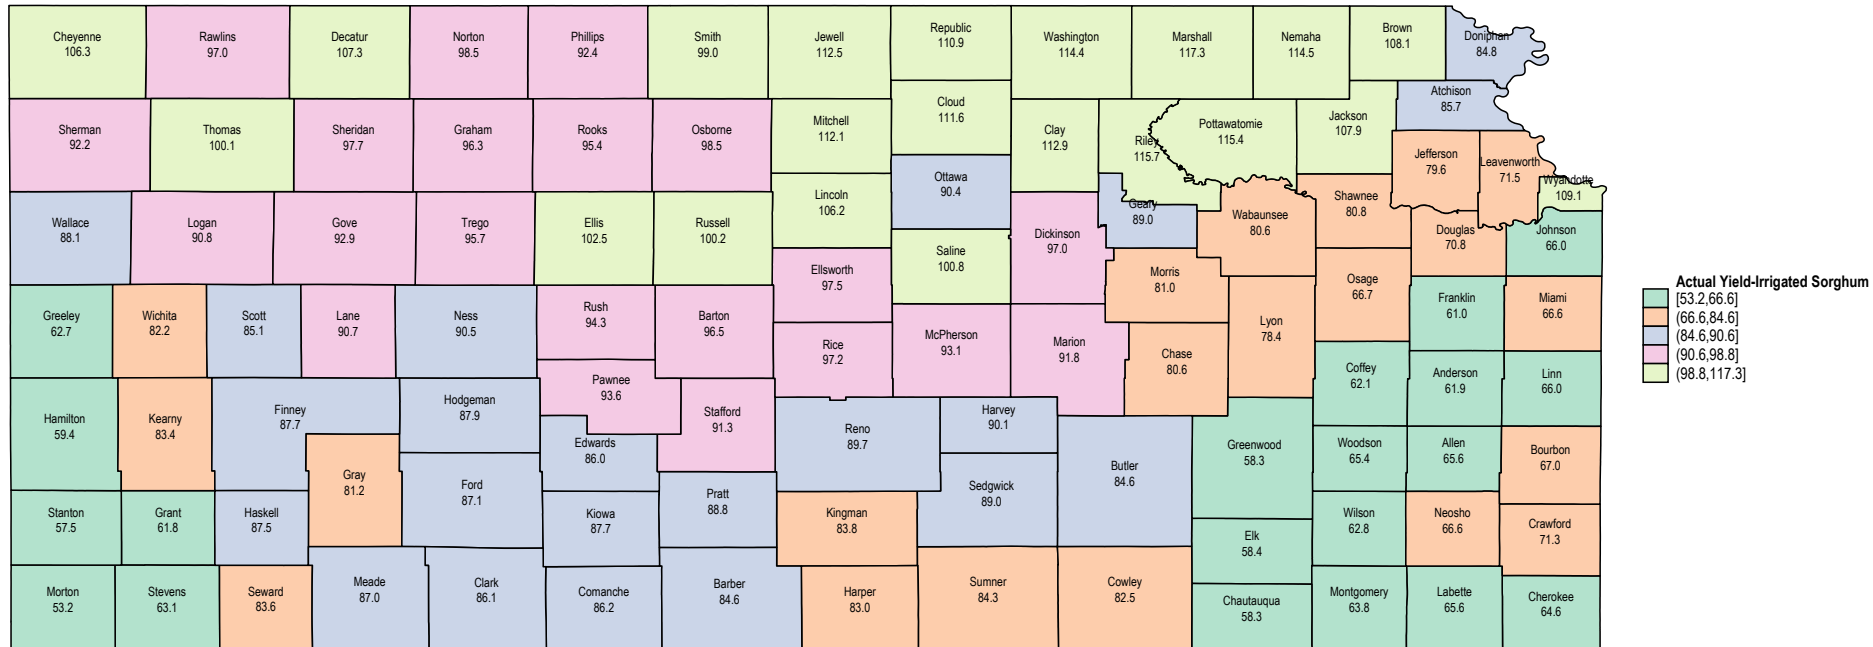 Cheyenne
106.3
Rawlins
97.0
Decatur
107.3
Norton
98.5
Phillips
92.4
Smith
99.0
Jewell
112.5
Republic
110.9
Washington
114.4
Marshall
117.3
Nemaha
114.5
Brown
108.1
Doniphan
84.8
Atchison
85.7
Sherman
92.2
Thomas
100.1
Sheridan
97.7
Graham
96.3
Rooks
95.4
Osborne
98.5
Mitchell
112.1
Cloud
111.6
Clay
112.9
Riley
115.7
Pottawatomie
115.4
Jackson
107.9
Jefferson
79.6
Leavenworth
71.5
Wyandotte
109.1
Wallace
88.1
Logan
90.8
Gove
92.9
Trego
95.7
Ellis
102.5
Russell
100.2
Lincoln
106.2
Ottawa
90.4
Dickinson
97.0
Geary
89.0
Wabaunsee
80.6
Shawnee
80.8
Douglas
70.8
Johnson
66.0
Ellsworth
97.5
Saline
100.8
Morris
81.0
Osage
66.7
Franklin
61.0
Miami
66.6
Greeley
62.7
Wichita
82.2
Scott
85.1
Lane
90.7
Ness
90.5
Rush
94.3
Barton
96.5
Rice
97.2
McPherson
93.1
Marion
91.8
Chase
80.6
Lyon
78.4
Coffey
62.1
Anderson
61.9
Linn
66.0
Hamilton
59.4
Kearny
83.4
Finney
87.7
Hodgeman
87.9
Pawnee
93.6
Stafford
91.3
Edwards
86.0
Reno
89.7
Harvey
90.1
Butler
84.6
Greenwood
58.3
Woodson
65.4
Allen
65.6
Bourbon
67.0
Gray
81.2
Ford
87.1
Pratt
88.8
Sedgwick
89.0
Stanton
57.5
Grant
61.8
Haskell
87.5
Kiowa
87.7
Kingman
83.8
Elk
58.4
Wilson
62.8
Neosho
66.6
Crawford
71.3
Morton
53.2
Stevens
63.1
Seward
83.6
Meade
87.0
Clark
86.1
Comanche
86.2
Barber
84.6
Harper
83.0
Sumner
84.3
Cowley
82.5
Chautauqua
58.3
Montgomery
63.8
Labette
65.6
Cherokee
64.6
Actual Yield-Irrigated Sorghum
[53.2,66.6]
(66.6,84.6]
(84.6,90.6]
(90.6,98.8]
(98.8,117.3]